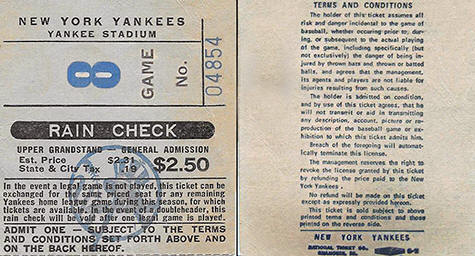 NEW YORK YANKEES
YANKEE STADIUM
8
GAME
No.
04854
RAIN CHECK
UPPER GRANDSTAND GENERAL ADMISSION
Est. Price $2.31
State & City Tax .19
$2.50
In the event a legal game is not played, this ticket can be
exchanged for the same priced seat for any remaining
Yankees home league game during this season, for which
tickets are available. In the event of a doubleheader, this
rain check will be void after one legal game is played.
ADMIT ONE — SUBJECT TO THE TERMS
AND CONDITIONS SET FORTH ABOVE AND
ON THE BACK HEREOF.
TERMS AND CONDITIONS
The holder of this ticket assumes all
risk and danger incidental to the game of
baseball, whether occuring prior to, dur-
ing, or subsequent to the actual playing
of the game, including specifically (but
not exclusively) the danger of being in-
jured by thrown bats and thrown or batted
balls, and agrees that the management,
its agents and players are not liable for
injuries resulting from such causes.
The holder is admitted on condition,
and by use of this ticket agrees, that he
will not transmit or aid in transmitting
any description, account, picture or re-
production of the baseball game or exhi-
bition to which this ticket admits him.
Breach of the foregoing will auto-
matically terminate this license.
The management reserves the right to
revoke the license granted by this ticket
by refunding the price paid to the New
York Yankees.
No refund will be made on this ticket
except as expressly provided herein.
This ticket is sold subject to above
printed terms and conditions and those
printed on the reverse side.
NEW YORK YANKEES
NATIONAL TICKET CO.
SHAMOKIN, PA.